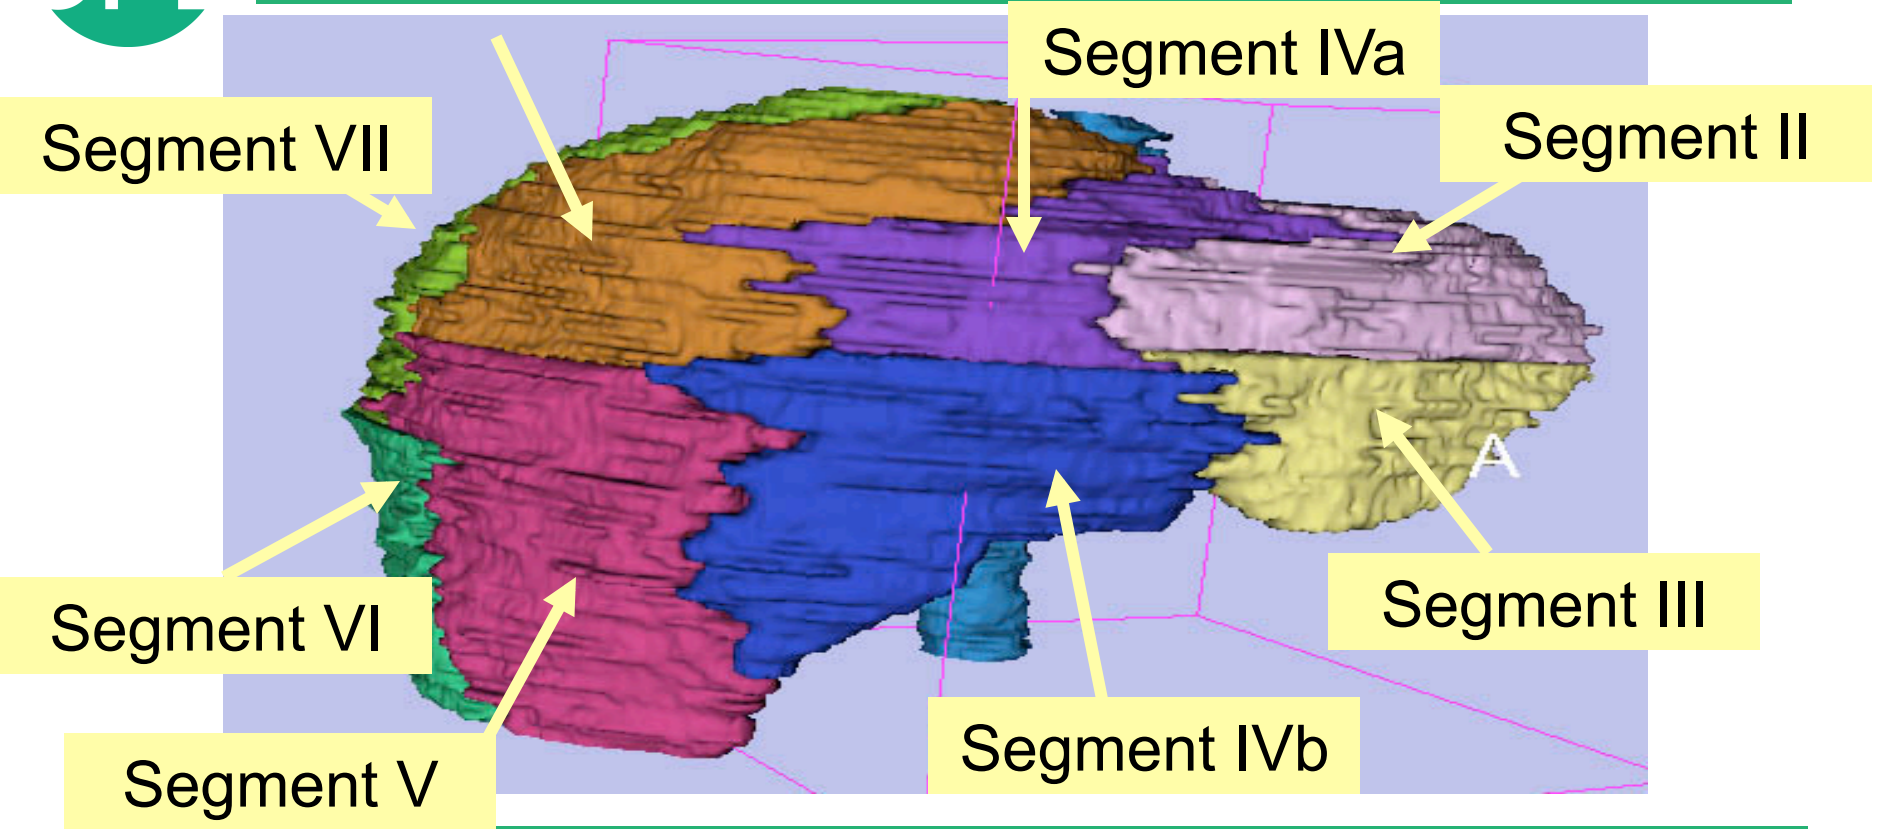 Segment IVa
Segment II
Segment VII
Segment VI
Segment III
Segment V
Segment IVb
A